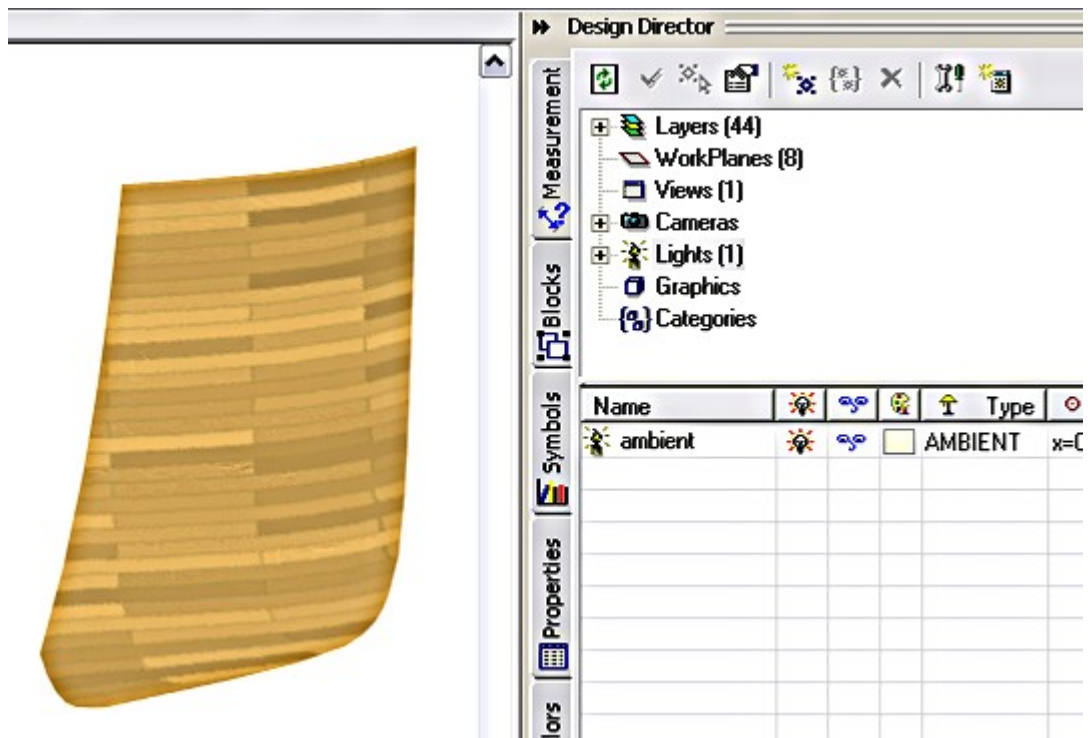 Design Director
Measurement
Blocks
Symbols
Properties
lors
Layers (44)
WorkPlanes (8)
Views (1)
Cameras
Lights (1)
Graphics
Categories
Name Type
ambient AMBIENT x=0